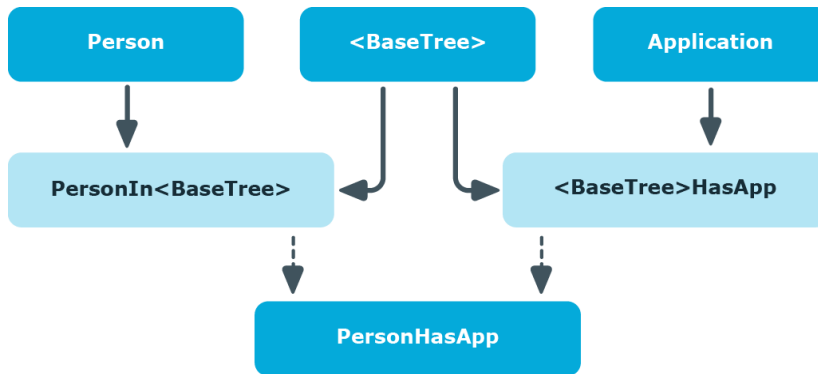 Person
<BaseTree>
Application
PersonIn<BaseTree>
<BaseTree>HasApp
PersonHasApp